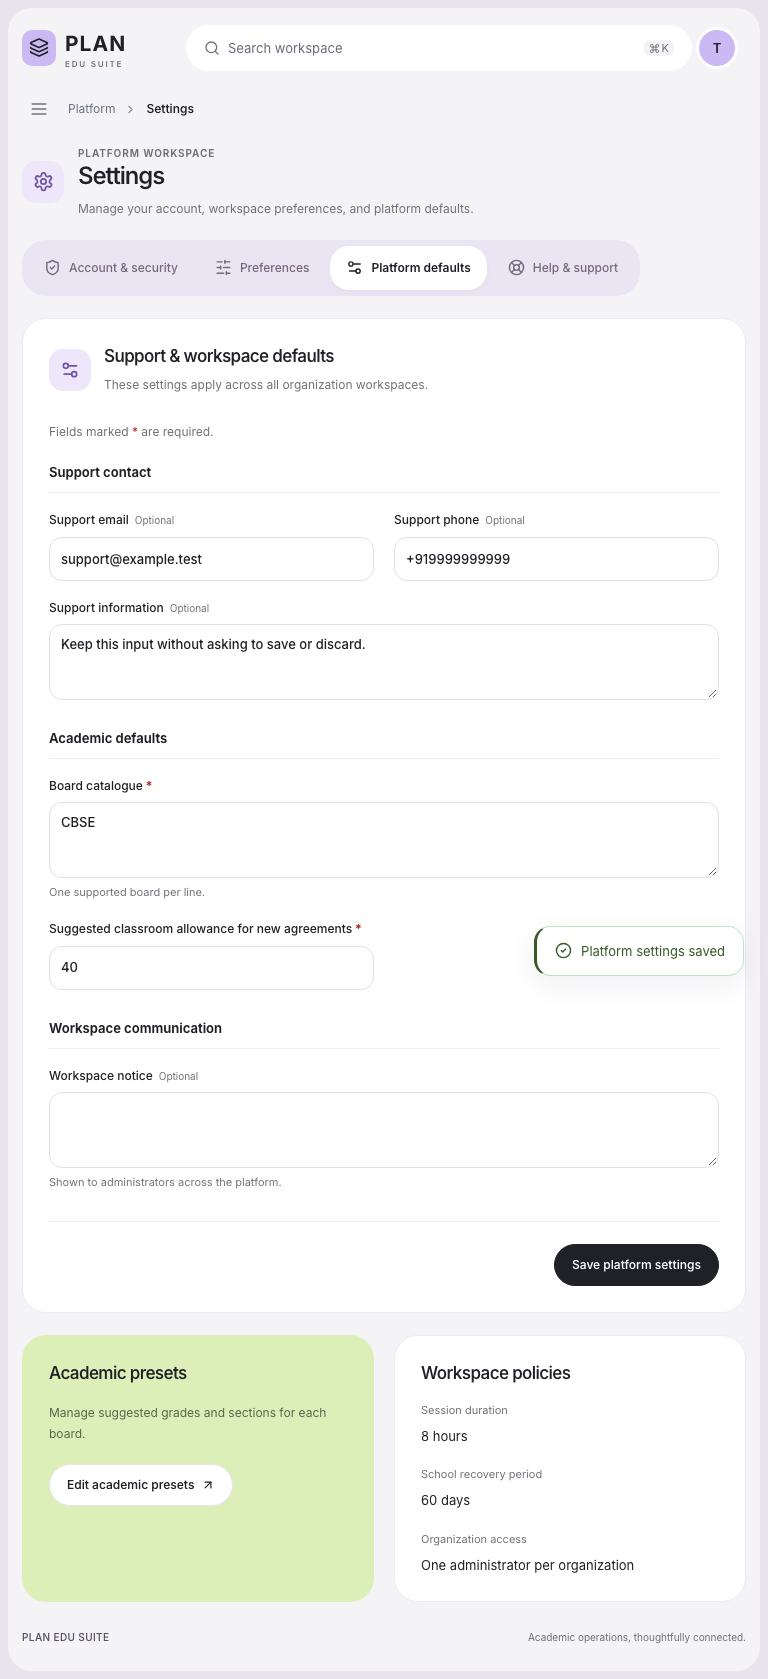 PLAN
EDU SUITE
Search workspace
⌘K
T
Platform > Settings
PLATFORM WORKSPACE
Settings
Manage your account, workspace preferences, and platform defaults.
Account & security
Preferences
Platform defaults
Help & support
Support & workspace defaults
These settings apply across all organization workspaces.
Fields marked * are required.
Support contact
Support email Optional
support@example.test
Support phone Optional
+919999999999
Support information Optional
Keep this input without asking to save or discard.
Academic defaults
Board catalogue *
CBSE
One supported board per line.
Suggested classroom allowance for new agreements *
40
Platform settings saved
Workspace communication
Workspace notice Optional
Shown to administrators across the platform.
Save platform settings
Academic presets
Manage suggested grades and sections for each
board.
Edit academic presets
Workspace policies
Session duration
8 hours
School recovery period
60 days
Organization access
One administrator per organization
PLAN EDU SUITE
Academic operations, thoughtfully connected.